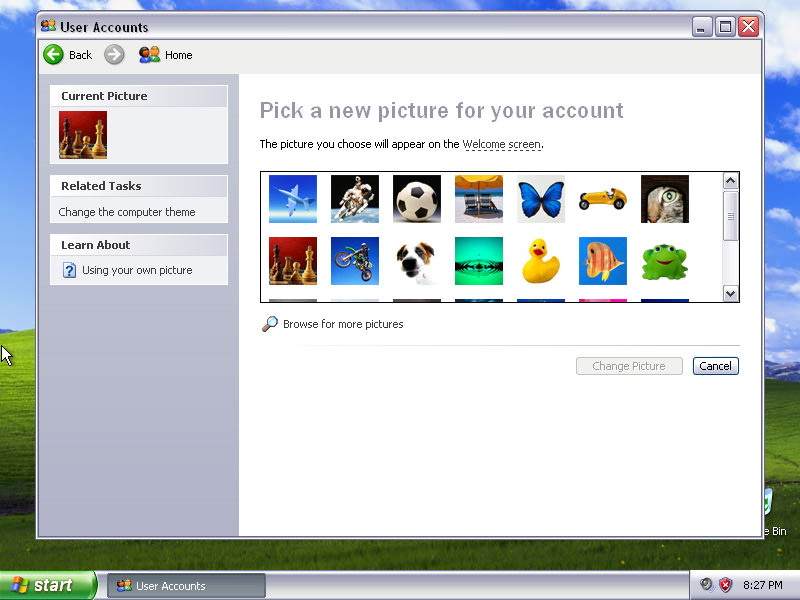 User Accounts
Back
Home
Current Picture
Related Tasks
Change the computer theme
Learn About
Using your own picture
Pick a new picture for your account
The picture you choose will appear on the Welcome screen.
Browse for more pictures
Change Picture
Cancel
e Bin
start
User Accounts
8:27 PM